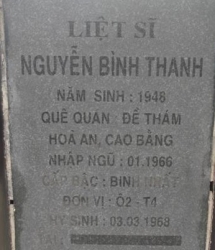 LIỆT SĨ
NGUYỄN BÌNH THANH
NĂM SINH : 1948
QUÊ QUÁN : ĐỀ THÁM
HOÀ AN, CAO BẰNG
NHẬP NGŨ : 01.1966
CẤP BẬC : BINH NHẤT
ĐƠN VỊ : Ô2 - T4
HY SINH : 03.03.1968